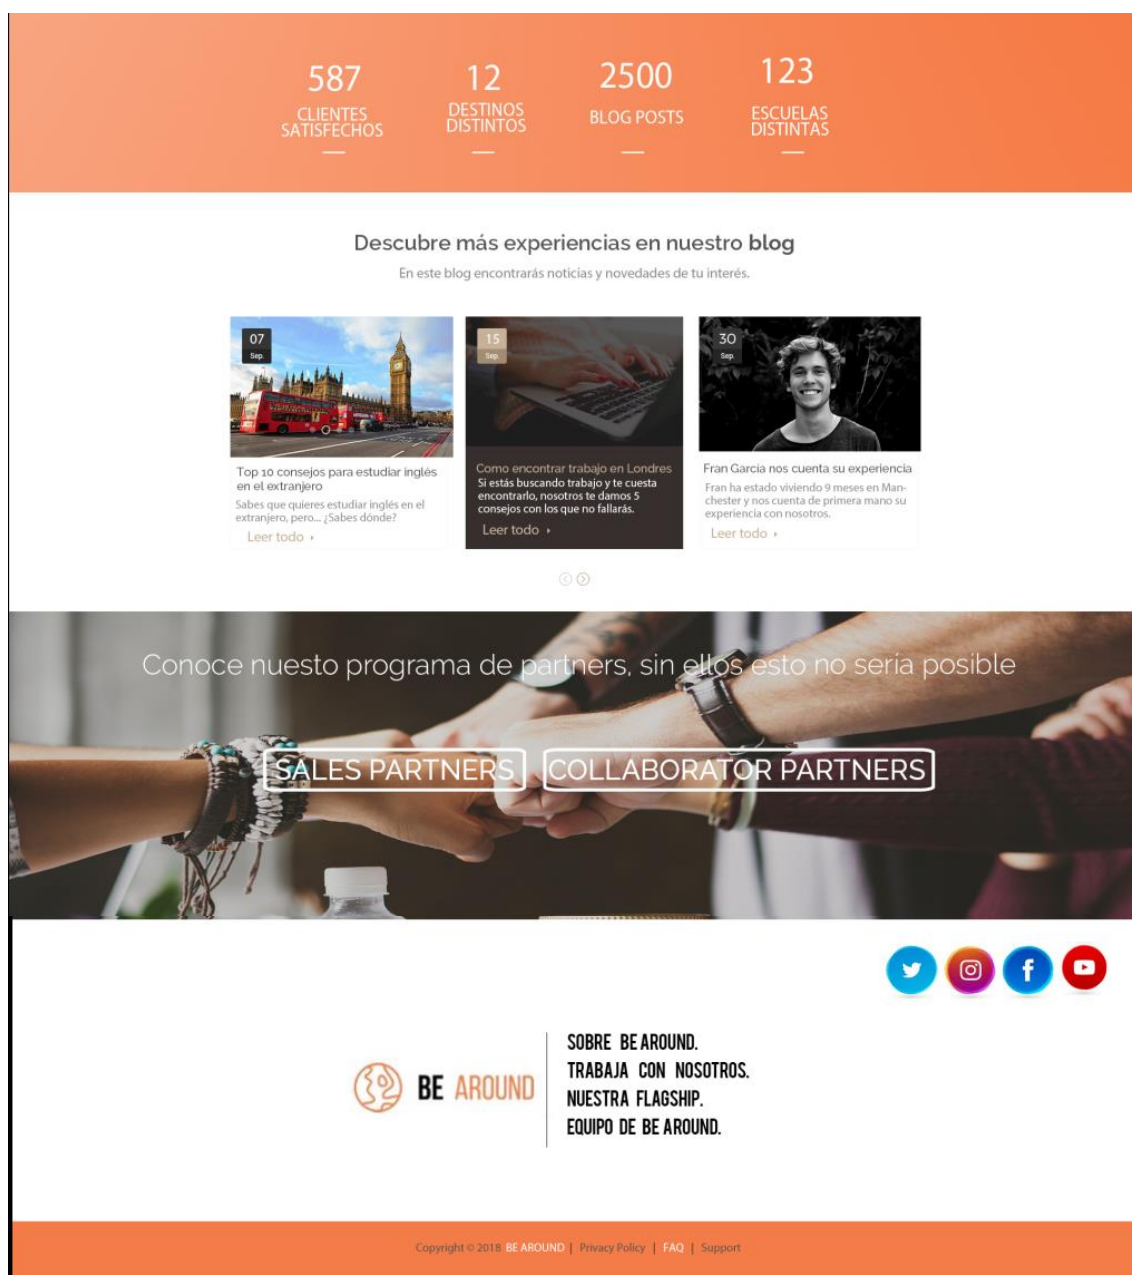 587
CLIENTES
SATISFECHOS
12
DESTINOS
DISTINTOS
2500
BLOG POSTS
123
ESCUELAS
DISTINTAS
Descubre más experiencias en nuestro blog
En este blog encontrarás noticias y novedades de tu interés.
07
Sep.
Top 10 consejos para estudiar inglés
en el extranjero
Sabes que quieres estudiar inglés en el
extranjero, pero... ¿Sabes dónde?
Leer todo
15
Sep.
Como encontrar trabajo en Londres
Si estás buscando trabajo y te cuesta
encontrarlo, nosotros te damos 5
consejos con los que no fallarás.
Leer todo
30
Sep.
Fran García nos cuenta su experiencia
Fran ha estado viviendo 9 meses en Man-
chester y nos cuenta de primera mano su
experiencia con nosotros.
Leer todo
Conoce nuesto programa de partners, sin ellos esto no sería posible
SALES PARTNERS
COLLABORATOR PARTNERS
BE AROUND
SOBRE BE AROUND.
TRABAJA CON NOSOTROS.
NUESTRA FLAGSHIP.
EQUIPO DE BE AROUND.
Copyright © 2018 BE AROUND | Privacy Policy | FAQ | Support